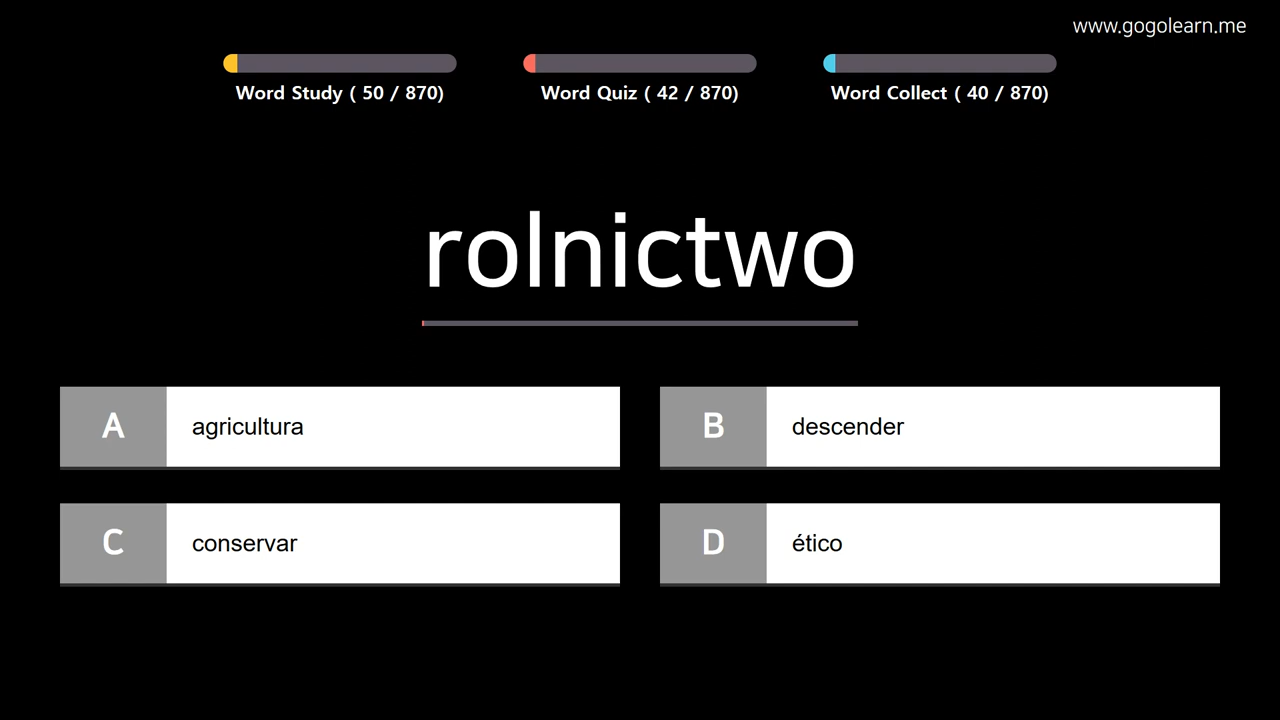 www.gogolearn.me
Word Study ( 50 / 870)
Word Quiz ( 42 / 870)
Word Collect ( 40 / 870)
rolnictwo
A agricultura
B descender
C conservar
D ético